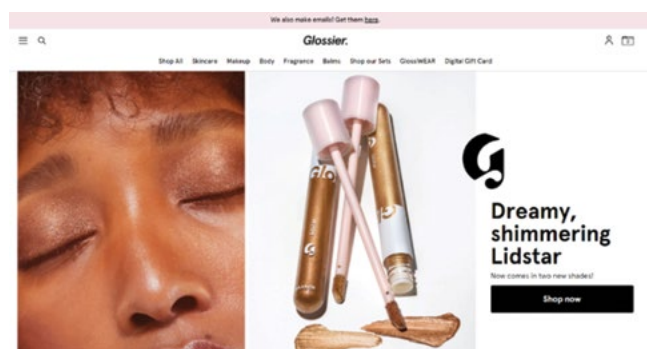 We also make emails! Get them here.
Glossier.
Shop All Skincare Makeup Body Fragrance Balms Shop our Sets GlossiWEAR Digital Gift Card
Glo
G
Dreamy,
shimmering
Lidstar
Now comes in two new shades!
Shop now